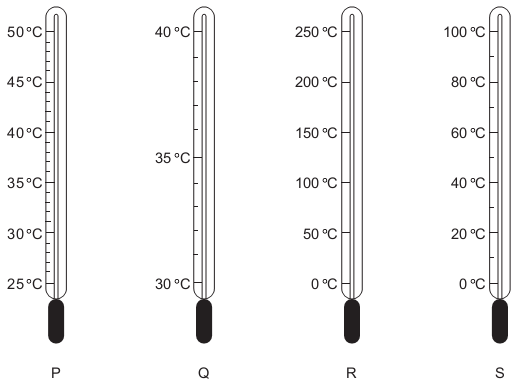 50 °C 40 °C 250 °C 100 °C
45 °C 200 °C 80 °C
40 °C 35 °C 150 °C 60 °C
35 °C 100 °C 40 °C
30 °C 50 °C 20 °C
25 °C 30 °C 0 °C 0 °C
P Q R S